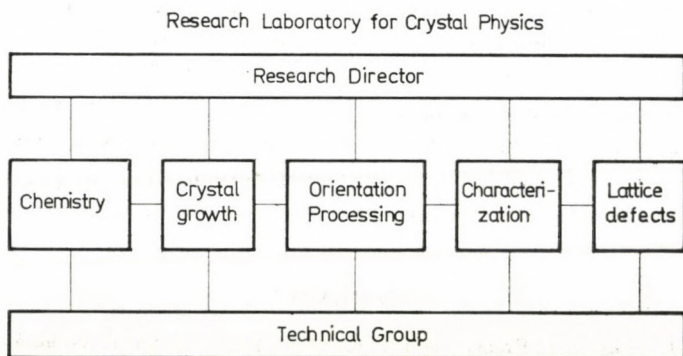 Research Laboratory for Crystal Physics
Research Director
Chemistry
Crystal
growth
Orientation
Processing
Characteri-
zation
Lattice
defects
Technical Group